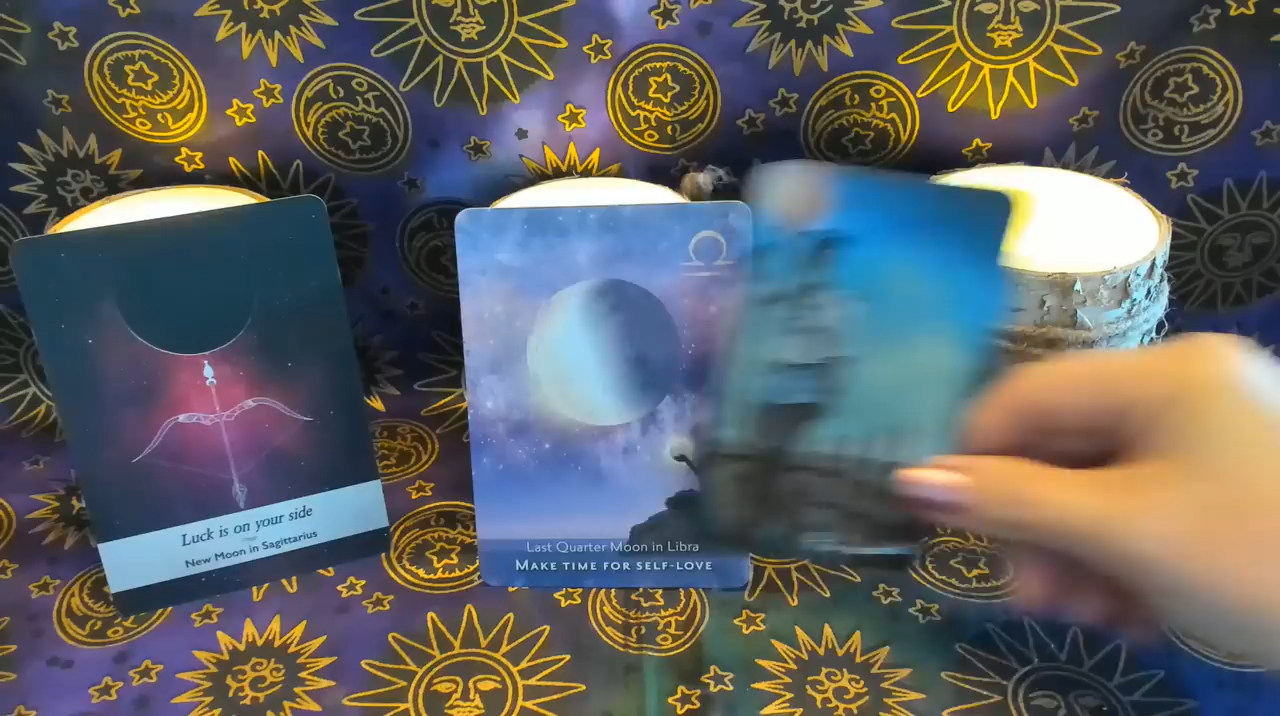 Luck is on your side
New Moon in Sagittarius
Last Quarter Moon in Libra
MAKE TIME FOR SELF-LOVE